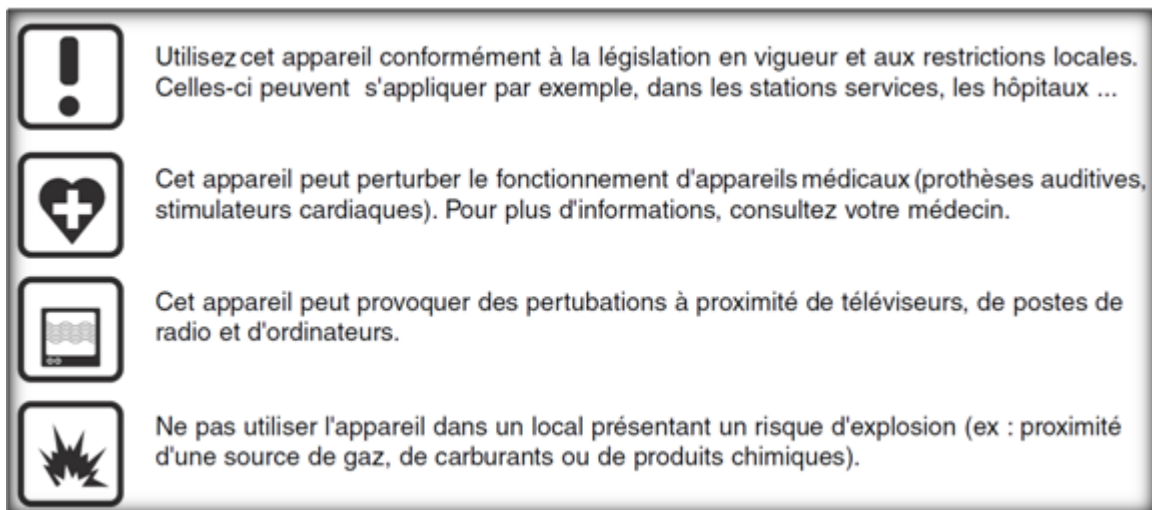 Utilisez cet appareil conformément à la législation en vigueur et aux restrictions locales.
Celles-ci peuvent s'appliquer par exemple, dans les stations services, les hôpitaux ...
Cet appareil peut perturber le fonctionnement d'appareils médicaux (prothèses auditives,
stimulateurs cardiaques). Pour plus d'informations, consultez votre médecin.
Cet appareil peut provoquer des pertubations à proximité de téléviseurs, de postes de
radio et d'ordinateurs.
Ne pas utiliser l'appareil dans un local présentant un risque d'explosion (ex : proximité
d'une source de gaz, de carburants ou de produits chimiques).